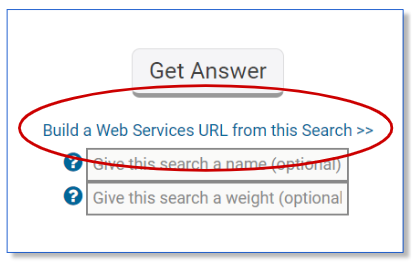 Get Answer
Build a Web Services URL from this Search >>
? Give this search a name (optional)
? Give this search a weight (optional